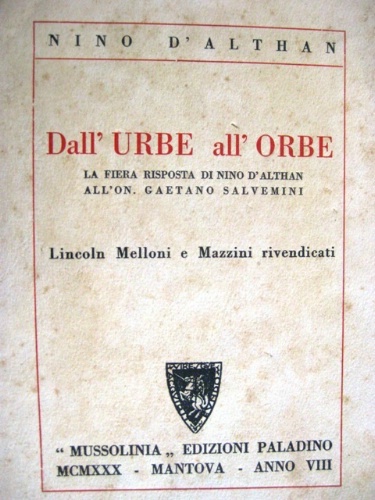 NINO D'ALTHAN
Dall' URBE all' ORBE
LA FIERA RISPOSTA DI NINO D'ALTHAN
ALL'ON. GAETANO SALVEMINI
Lincoln Melloni e Mazzini rivendicati
“ MUSSOLINIA „ EDIZIONI PALADINO
MCMXXX - MANTOVA - ANNO VIII